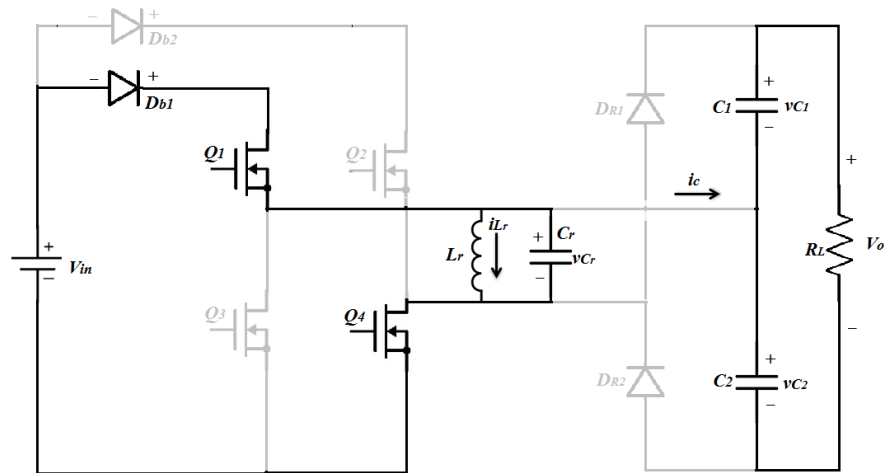 − + Db2
− + Db1
Q1
Q2
DR1
C1 + vC1 −
ic
iLr
Lr
+ Cr vCr −
+ Vin −
+ RL Vo −
Q3
Q4
DR2
C2 + vC2 −